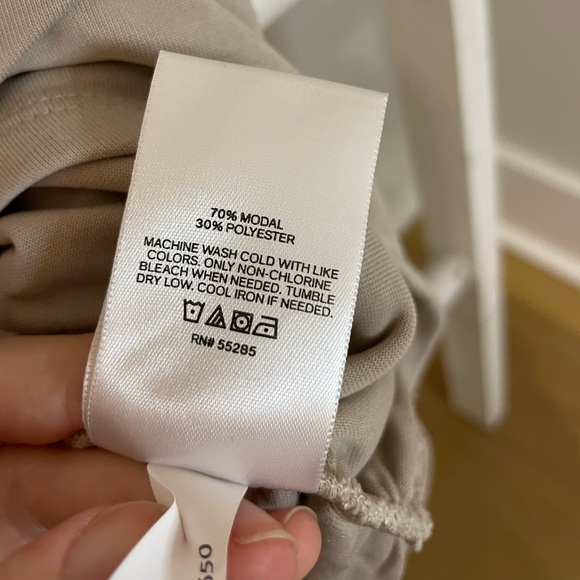 70% MODAL
30% POLYESTER
MACHINE WASH COLD WITH LIKE
COLORS. ONLY NON-CHLORINE
BLEACH WHEN NEEDED. TUMBLE
DRY LOW. COOL IRON IF NEEDED.
RN# 55285